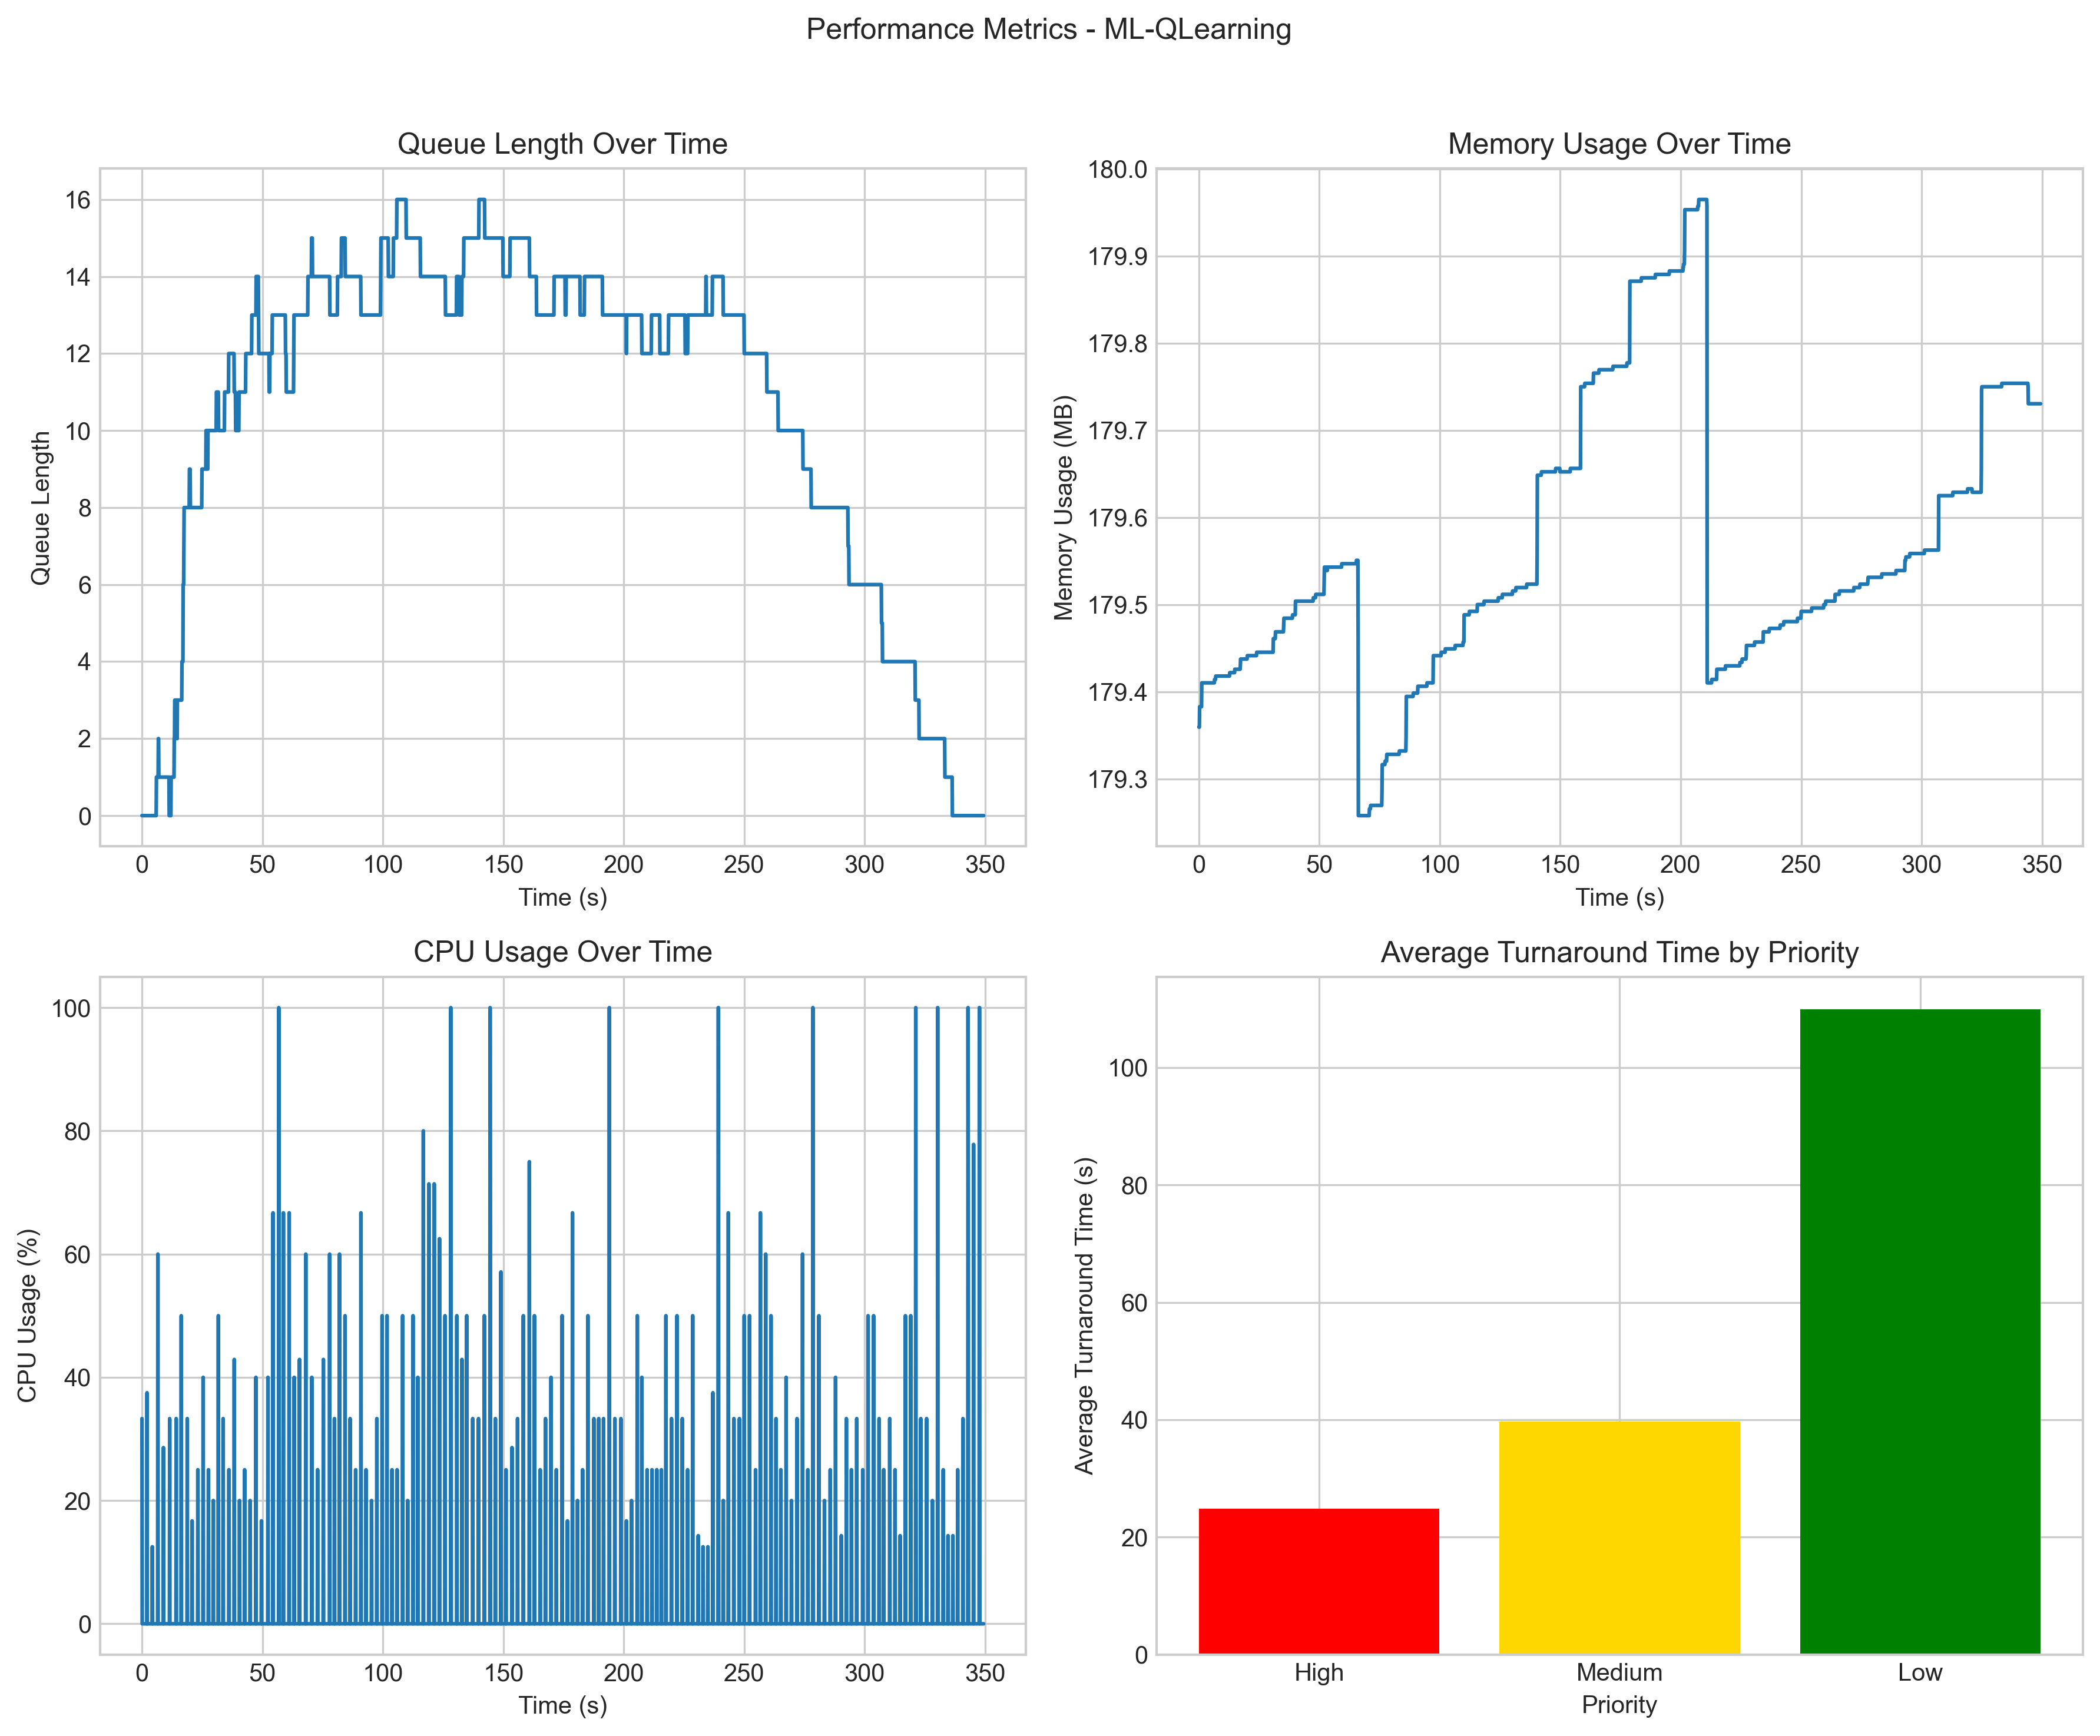 Performance Metrics - ML-QLearning
Queue Length Over Time
16
14
12
10
8
6
4
2
0
Queue Length
0 50 100 150 200 250 300 350
Time (s)
Memory Usage Over Time
180.0
179.9
179.8
179.7
179.6
179.5
179.4
179.3
Memory Usage (MB)
0 50 100 150 200 250 300 350
Time (s)
CPU Usage Over Time
100
80
60
40
20
0
CPU Usage (%)
0 50 100 150 200 250 300 350
Time (s)
Average Turnaround Time by Priority
100
80
60
40
20
0
Average Turnaround Time (s)
High Medium Low
Priority